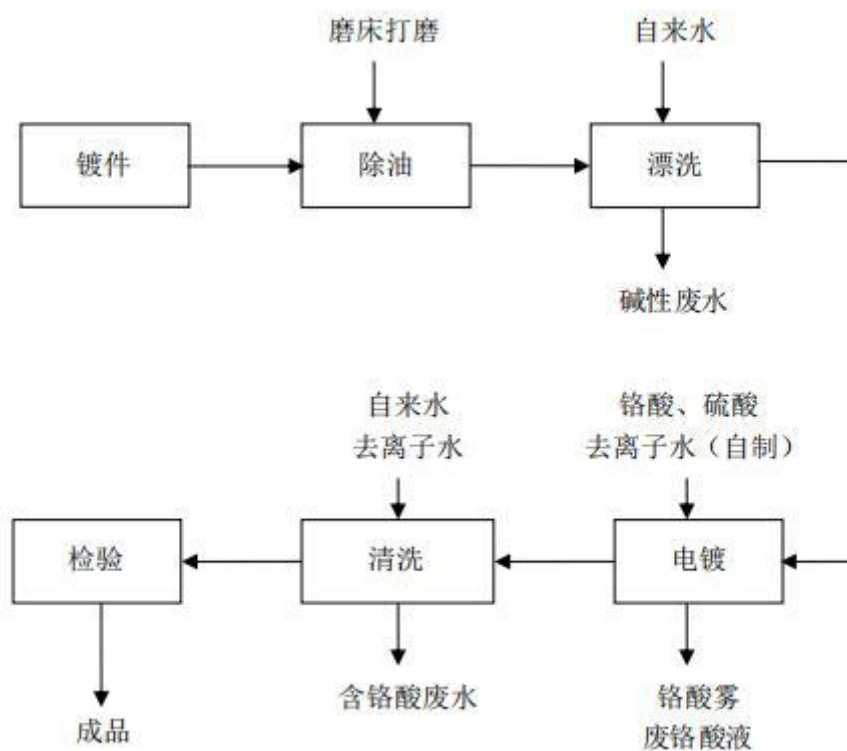 磨床打磨
自来水
镀件
除油
漂洗
碱性废水
自来水
去离子水
铬酸、硫酸
去离子水（自制）
检验
清洗
电镀
成品
含铬酸废水
铬酸雾
废铬酸液